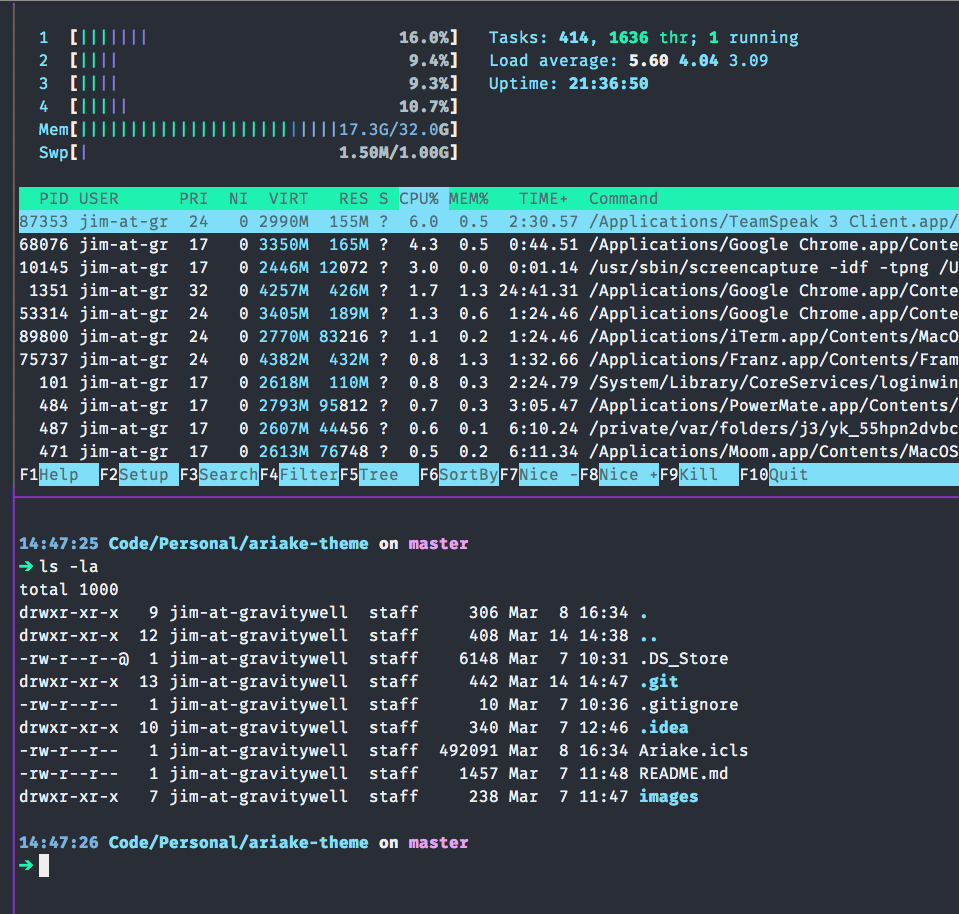 1 [||||||| 16.0%] Tasks: 414, 1636 thr; 1 running
2 [|||| 9.4%] Load average: 5.60 4.04 3.09
3 [|||| 9.3%] Uptime: 21:36:50
4 [||||| 10.7%]
Mem[||||||||||||||||||||||||||17.3G/32.0G]
Swp[| 1.50M/1.00G]
PID USER PRI NI VIRT RES S CPU% MEM% TIME+ Command
87353 jim-at-gr 24 0 2990M 155M ? 6.0 0.5 2:30.57 /Applications/TeamSpeak 3 Client.app/
68076 jim-at-gr 17 0 3350M 165M ? 4.3 0.5 0:44.51 /Applications/Google Chrome.app/Conte
10145 jim-at-gr 17 0 2446M 12072 ? 3.0 0.0 0:01.14 /usr/sbin/screencapture -idf -tpng /U
1351 jim-at-gr 32 0 4257M 426M ? 1.7 1.3 24:41.31 /Applications/Google Chrome.app/Conte
53314 jim-at-gr 24 0 3405M 189M ? 1.3 0.6 1:24.46 /Applications/Google Chrome.app/Conte
89800 jim-at-gr 24 0 2770M 83216 ? 1.1 0.2 1:24.46 /Applications/iTerm.app/Contents/MacO
75737 jim-at-gr 24 0 4382M 432M ? 0.8 1.3 1:32.66 /Applications/Franz.app/Contents/Fram
101 jim-at-gr 17 0 2618M 110M ? 0.8 0.3 2:24.79 /System/Library/CoreServices/loginwin
484 jim-at-gr 17 0 2793M 95812 ? 0.7 0.3 3:05.47 /Applications/PowerMate.app/Contents/
487 jim-at-gr 17 0 2607M 44456 ? 0.6 0.1 6:10.24 /private/var/folders/j3/yk_55hpn2dvbc
471 jim-at-gr 17 0 2613M 76748 ? 0.5 0.2 6:11.34 /Applications/Moom.app/Contents/MacOS
F1Help F2Setup F3SearchF4FilterF5Tree F6SortByF7Nice -F8Nice +F9Kill F10Quit
14:47:25 Code/Personal/ariake-theme on master
➜ ls -la
total 1000
drwxr-xr-x 9 jim-at-gravitywell staff 306 Mar 8 16:34 .
drwxr-xr-x 12 jim-at-gravitywell staff 408 Mar 14 14:38 ..
-rw-r--r--@ 1 jim-at-gravitywell staff 6148 Mar 7 10:31 .DS_Store
drwxr-xr-x 13 jim-at-gravitywell staff 442 Mar 14 14:47 .git
-rw-r--r-- 1 jim-at-gravitywell staff 10 Mar 7 10:36 .gitignore
drwxr-xr-x 10 jim-at-gravitywell staff 340 Mar 7 12:46 .idea
-rw-r--r-- 1 jim-at-gravitywell staff 492091 Mar 8 16:34 Ariake.icls
-rw-r--r-- 1 jim-at-gravitywell staff 1457 Mar 7 11:48 README.md
drwxr-xr-x 7 jim-at-gravitywell staff 238 Mar 7 11:47 images
14:47:26 Code/Personal/ariake-theme on master
➜